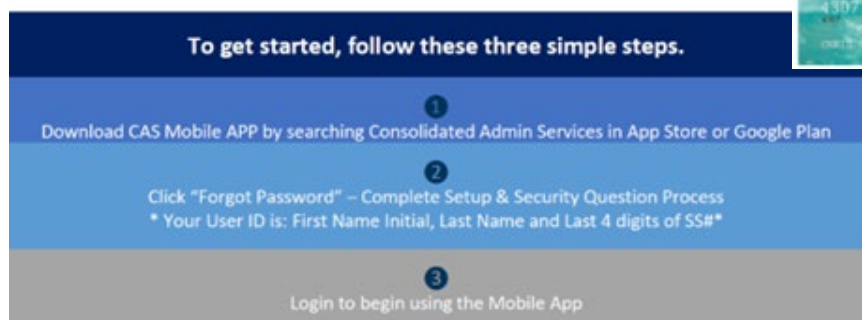 4307
To get started, follow these three simple steps.
1
Download CAS Mobile APP by searching Consolidated Admin Services in App Store or Google Plan
2
Click "Forgot Password" – Complete Setup & Security Question Process
* Your User ID is: First Name Initial, Last Name and Last 4 digits of SS#*
3
Login to begin using the Mobile App